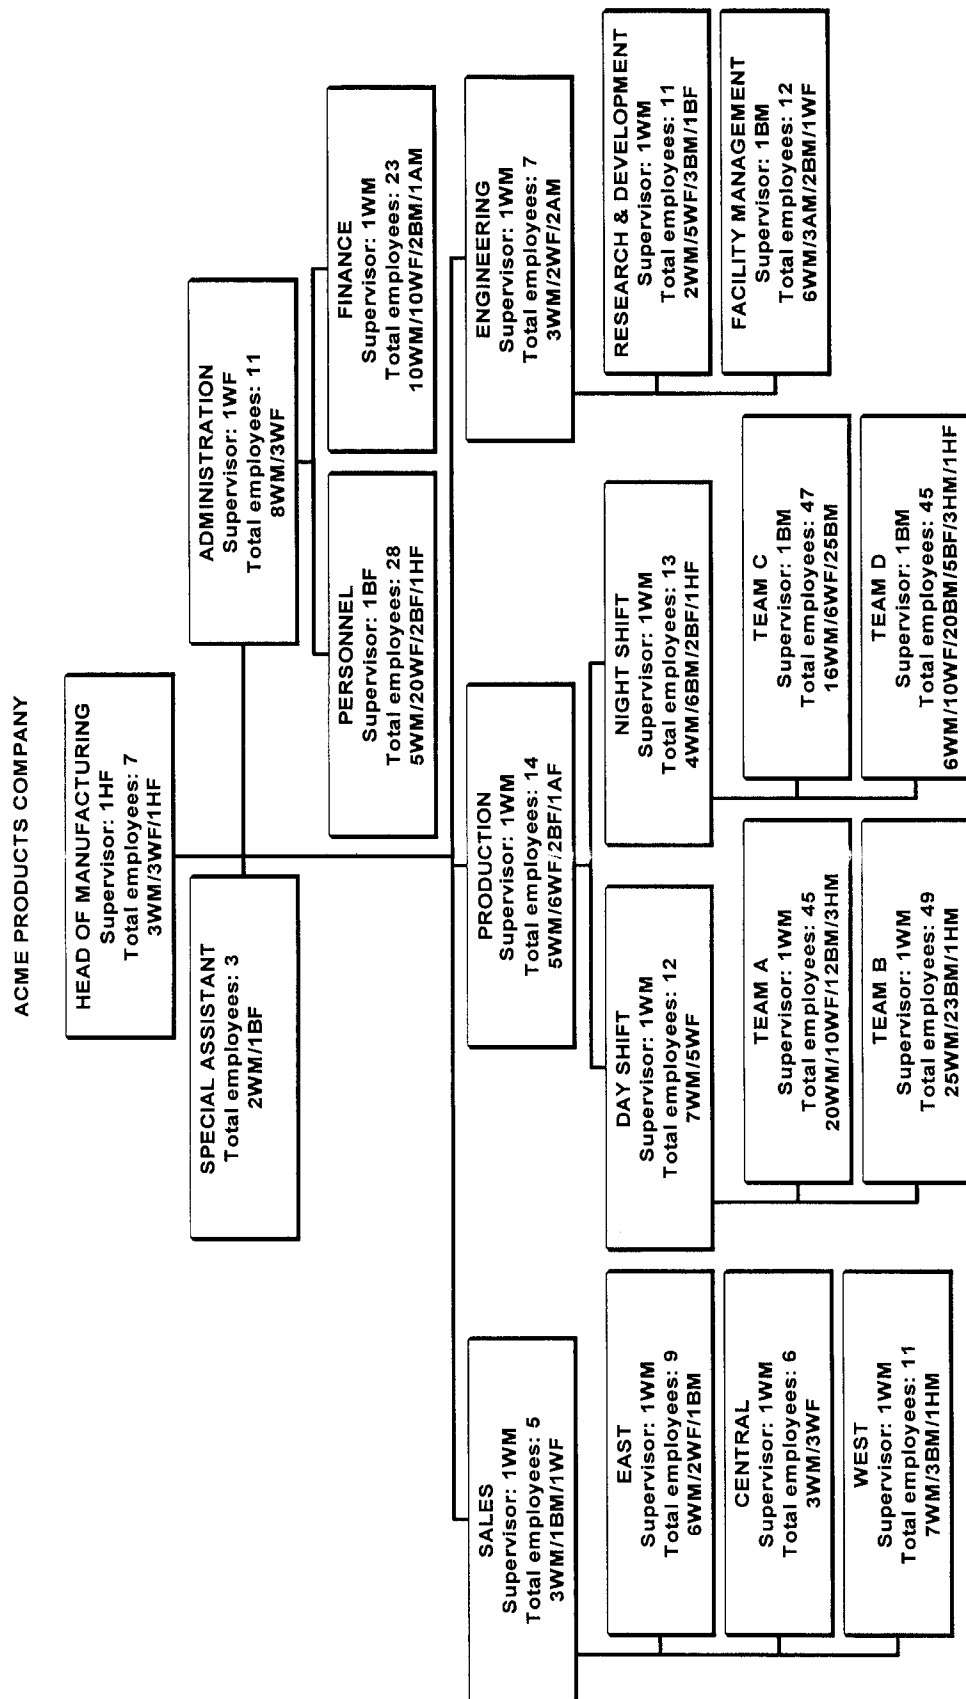 ACME PRODUCTS COMPANY
HEAD OF MANUFACTURING
Supervisor: 1HF
Total employees: 7
3WM/3WF/1HF
SPECIAL ASSISTANT
Total employees: 3
2WM/1BF
ADMINISTRATION
Supervisor: 1WF
Total employees: 11
8WM/3WF
PERSONNEL
Supervisor: 1BF
Total employees: 28
5WM/20WF/2BF/1HF
FINANCE
Supervisor: 1WM
Total employees: 23
10WM/10WF/2BM/1AM
SALES
Supervisor: 1WM
Total employees: 5
3WM/1BM/1WF
PRODUCTION
Supervisor: 1WM
Total employees: 14
5WM/6WF/2BF/1AF
ENGINEERING
Supervisor: 1WM
Total employees: 7
3WM/2WF/2AM
EAST
Supervisor: 1WM
Total employees: 9
6WM/2WF/1BM
CENTRAL
Supervisor: 1WM
Total employees: 6
3WM/3WF
WEST
Supervisor: 1WM
Total employees: 11
7WM/3BM/1HM
DAY SHIFT
Supervisor: 1WM
Total employees: 12
7WM/5WF
TEAM A
Supervisor: 1WM
Total employees: 45
20WM/10WF/12BM/3HM
TEAM B
Supervisor: 1WM
Total employees: 49
25WM/23BM/1HM
NIGHT SHIFT
Supervisor: 1WM
Total employees: 13
4WM/6BM/2BF/1HF
TEAM C
Supervisor: 1BM
Total employees: 47
16WM/6WF/25BM
TEAM D
Supervisor: 1BM
Total employees: 45
6WM/10WF/20BM/5BF/3HM/1HF
RESEARCH & DEVELOPMENT
Supervisor: 1WM
Total employees: 11
2WM/5WF/3BM/1BF
FACILITY MANAGEMENT
Supervisor: 1BM
Total employees: 12
6WM/3AM/2BM/1WF